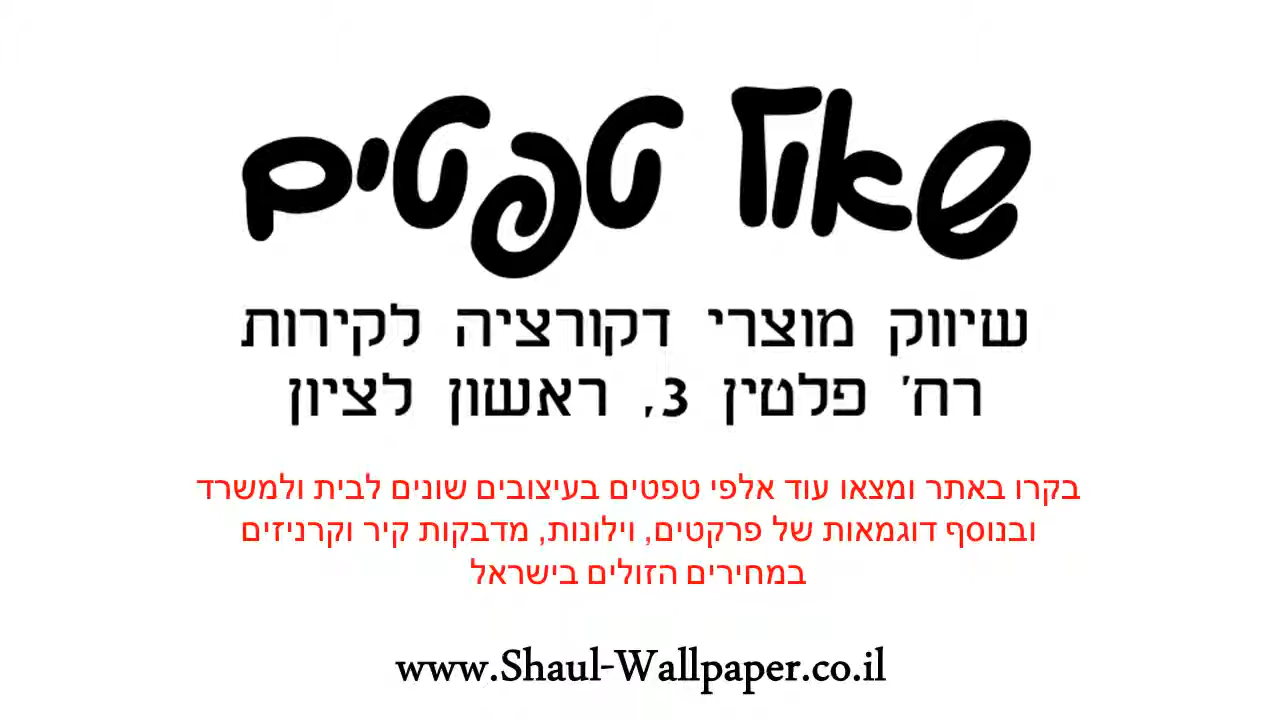 שאול טפטים
שיווק מוצרי דקורציה לקירות
רח' פלטין 3, ראשון לציון
בקרו באתר ומצאו עוד אלפי טפטים בעיצובים שונים לבית ולמשרד
ובנוסף דוגמאות של פרקטים, וילונות, מדבקות קיר וקרניזים
במחירים הזולים בישראל
www.Shaul-Wallpaper.co.il